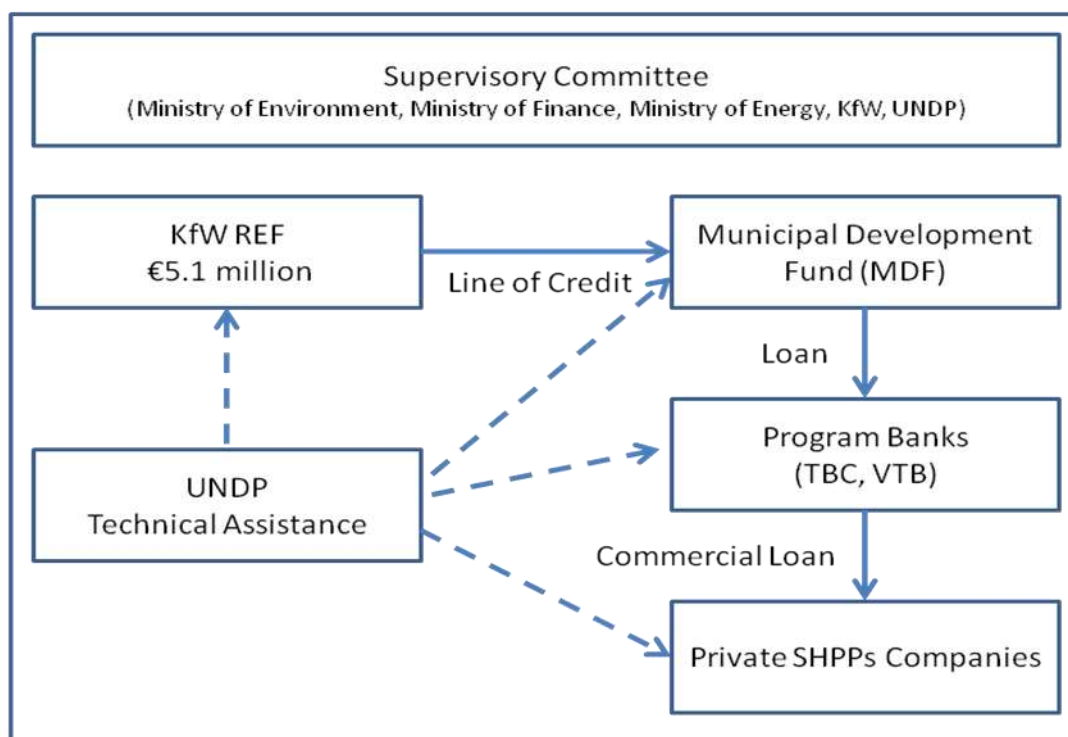 Supervisory Committee
(Ministry of Environment, Ministry of Finance, Ministry of Energy, KfW, UNDP)
KfW REF
€5.1 million
Line of Credit
Municipal Development
Fund (MDF)
Loan
UNDP
Technical Assistance
Program Banks
(TBC, VTB)
Commercial Loan
Private SHPPs Companies